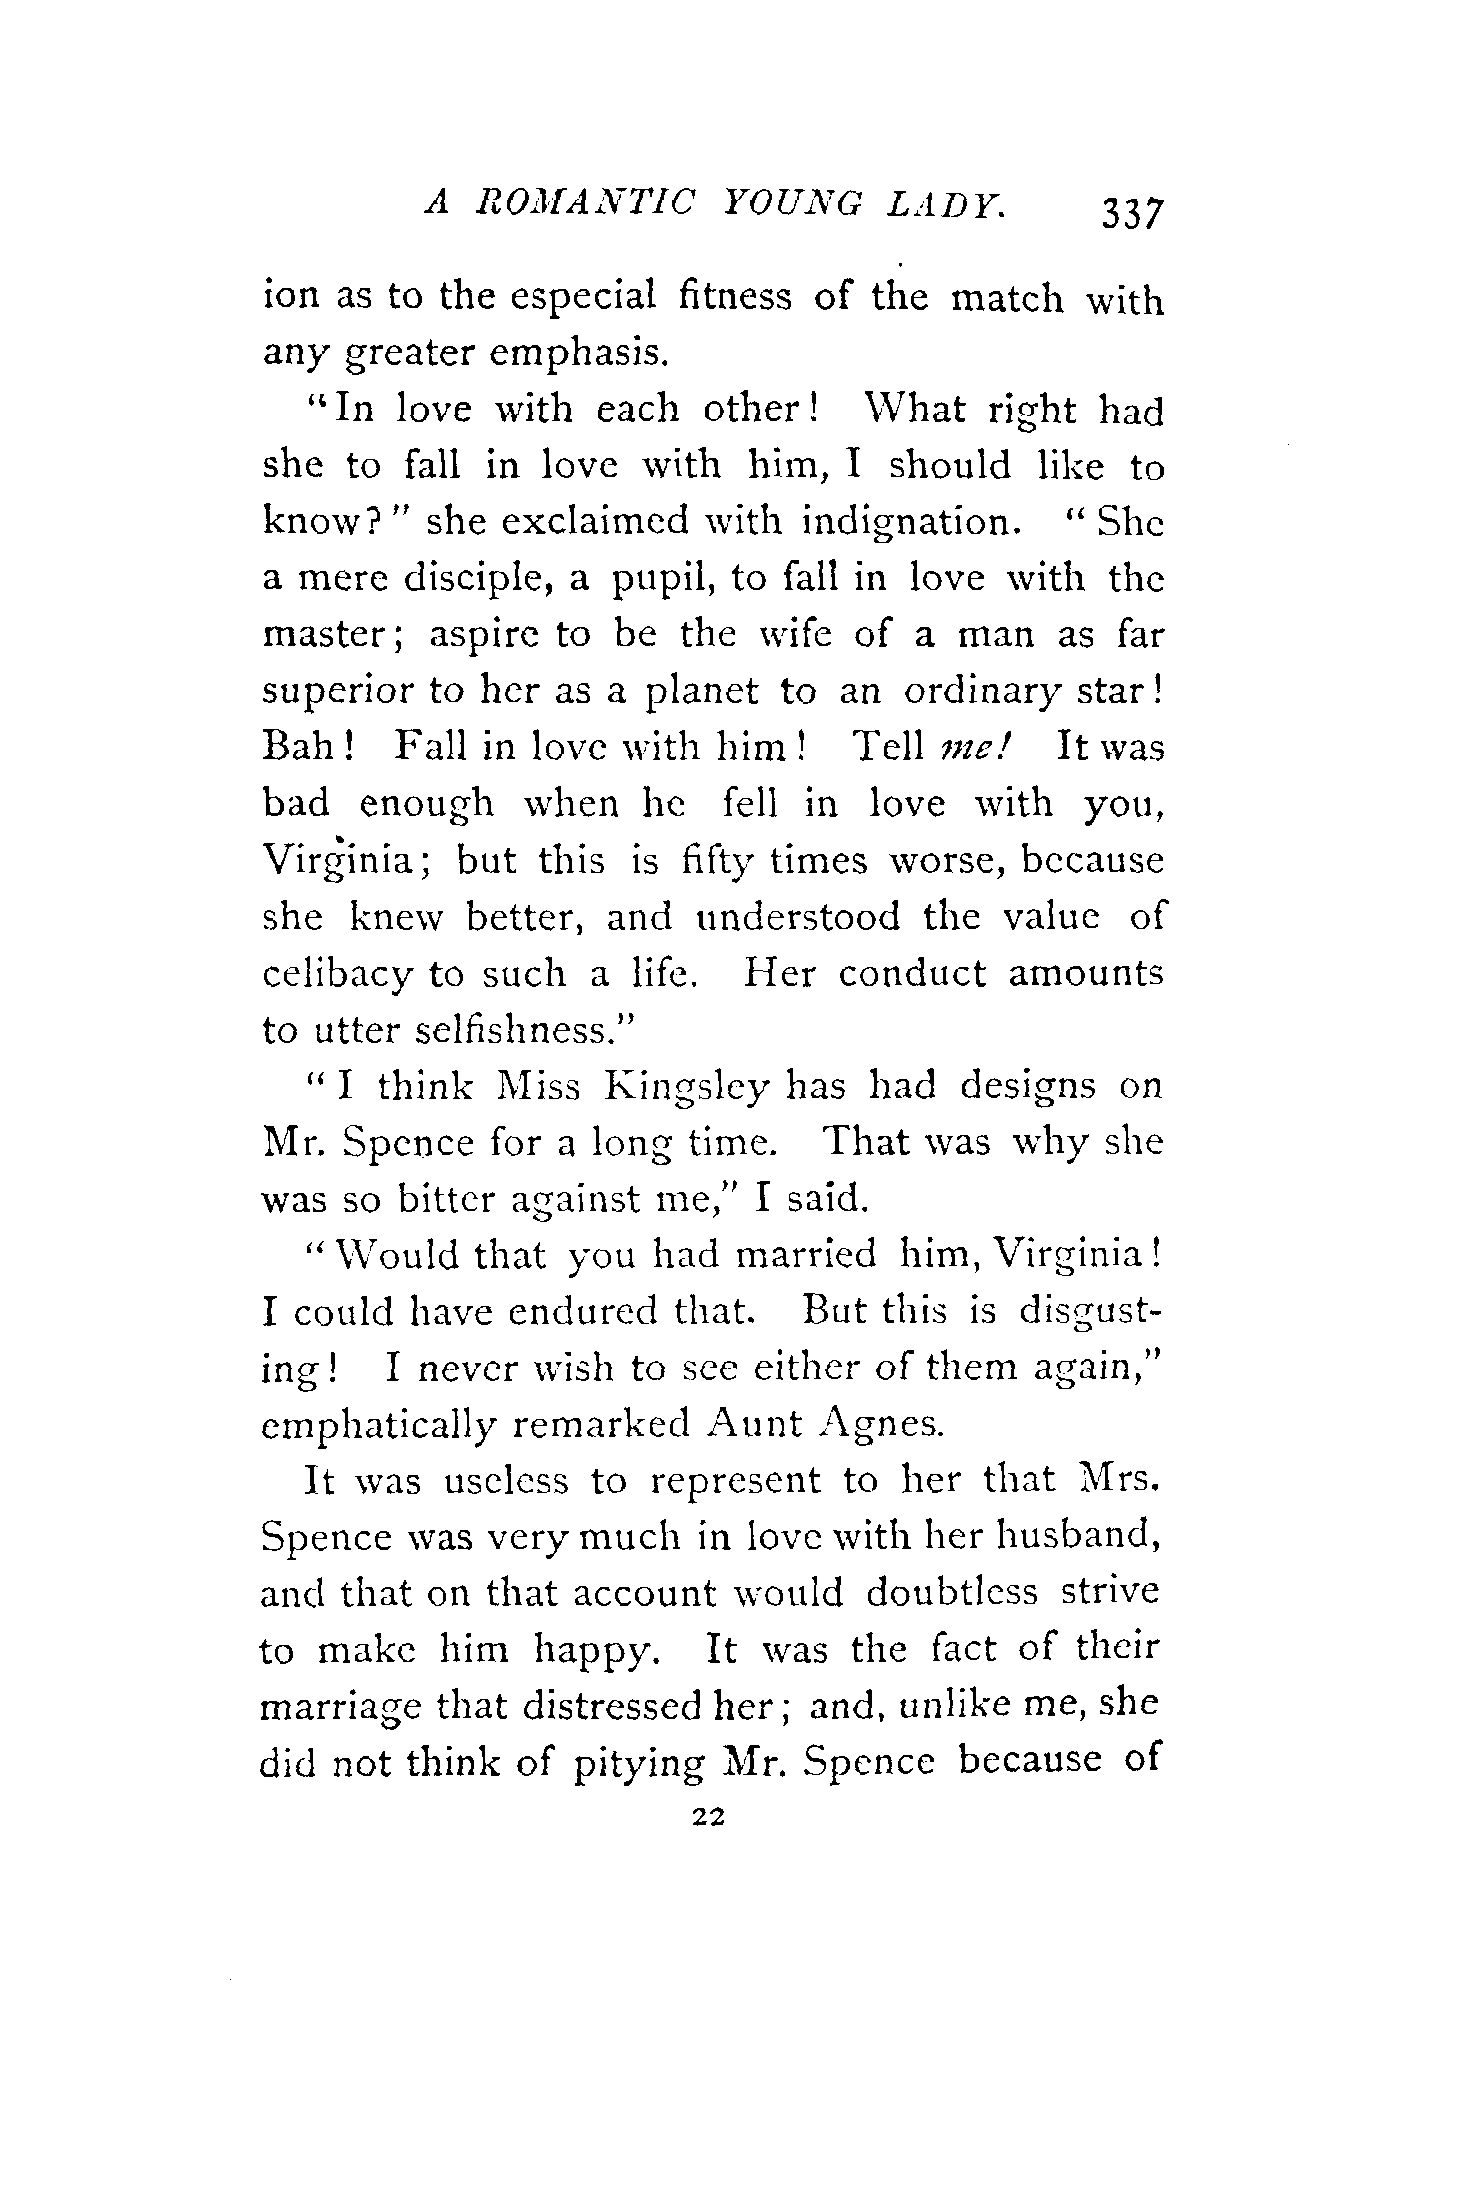 A ROMANTIC YOUNG LADY. 337
ion as to the especial fitness of the match with
any greater emphasis.
"In love with each other! What right had
she to fall in love with him, I should like to
know?" she exclaimed with indignation. "She
a mere disciple, a pupil, to fall in love with the
master; aspire to be the wife of a man as far
superior to her as a planet to an ordinary star!
Bah! Fall in love with him! Tell me! It was
bad enough when he fell in love with you,
Virginia; but this is fifty times worse, because
she knew better, and understood the value of
celibacy to such a life. Her conduct amounts
to utter selfishness."
"I think Miss Kingsley has had designs on
Mr. Spence for a long time. That was why she
was so bitter against me," I said.
"Would that you had married him, Virginia!
I could have endured that. But this is disgust-
ing! I never wish to see either of them again,"
emphatically remarked Aunt Agnes.
It was useless to represent to her that Mrs.
Spence was very much in love with her husband,
and that on that account would doubtless strive
to make him happy. It was the fact of their
marriage that distressed her; and, unlike me, she
did not think of pitying Mr. Spence because of
22